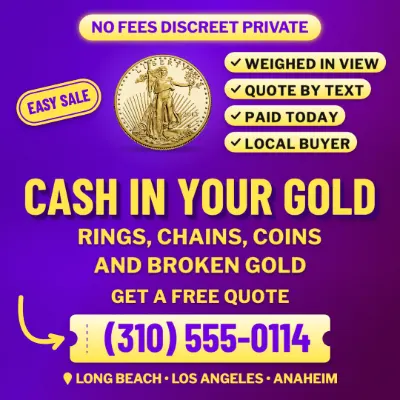 NO FEES DISCREET PRIVATE
EASY SALE
LIBERTY
✓ WEIGHED IN VIEW
✓ QUOTE BY TEXT
✓ PAID TODAY
✓ LOCAL BUYER
CASH IN YOUR GOLD
RINGS, CHAINS, COINS
AND BROKEN GOLD
GET A FREE QUOTE
(310) 555-0114
LONG BEACH • LOS ANGELES • ANAHEIM